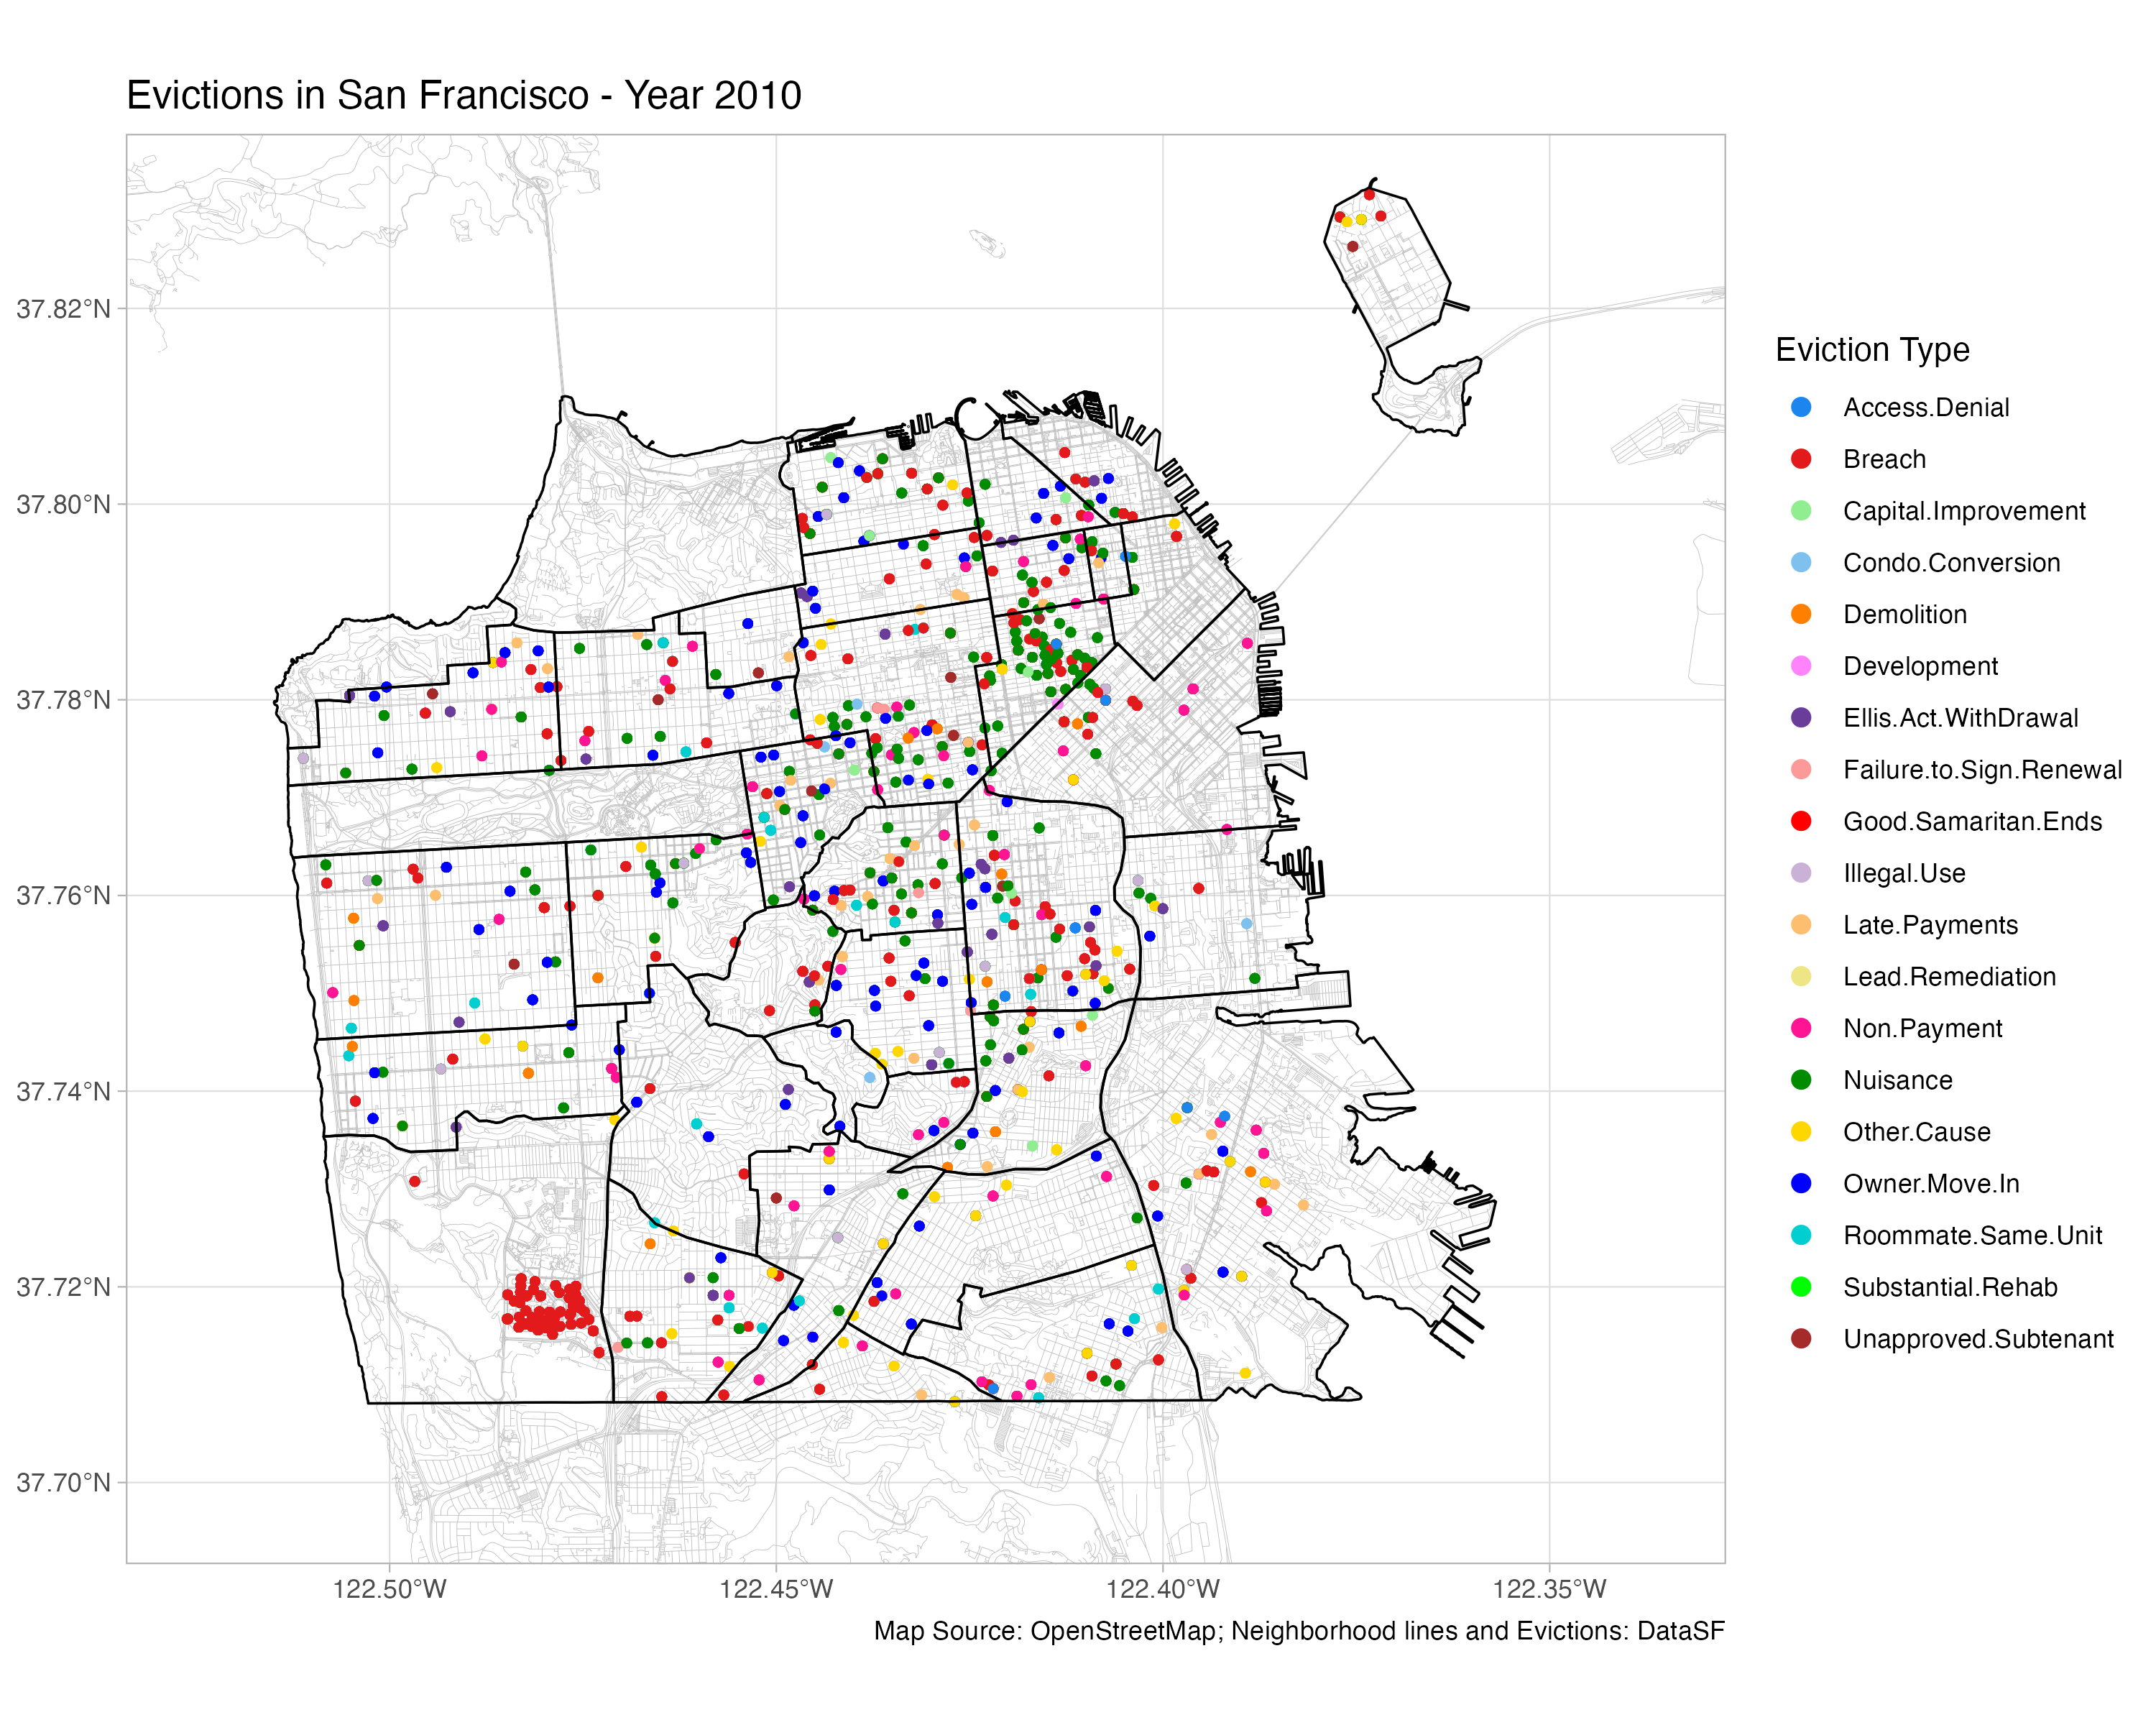 Evictions in San Francisco - Year 2010
37.82°N
37.80°N
37.78°N
37.76°N
37.74°N
37.72°N
37.70°N
122.50°W
122.45°W
122.40°W
122.35°W
Eviction Type
Access.Denial
Breach
Capital.Improvement
Condo.Conversion
Demolition
Development
Ellis.Act.WithDrawal
Failure.to.Sign.Renewal
Good.Samaritan.Ends
Illegal.Use
Late.Payments
Lead.Remediation
Non.Payment
Nuisance
Other.Cause
Owner.Move.In
Roommate.Same.Unit
Substantial.Rehab
Unapproved.Subtenant
Map Source: OpenStreetMap; Neighborhood lines and Evictions: DataSF